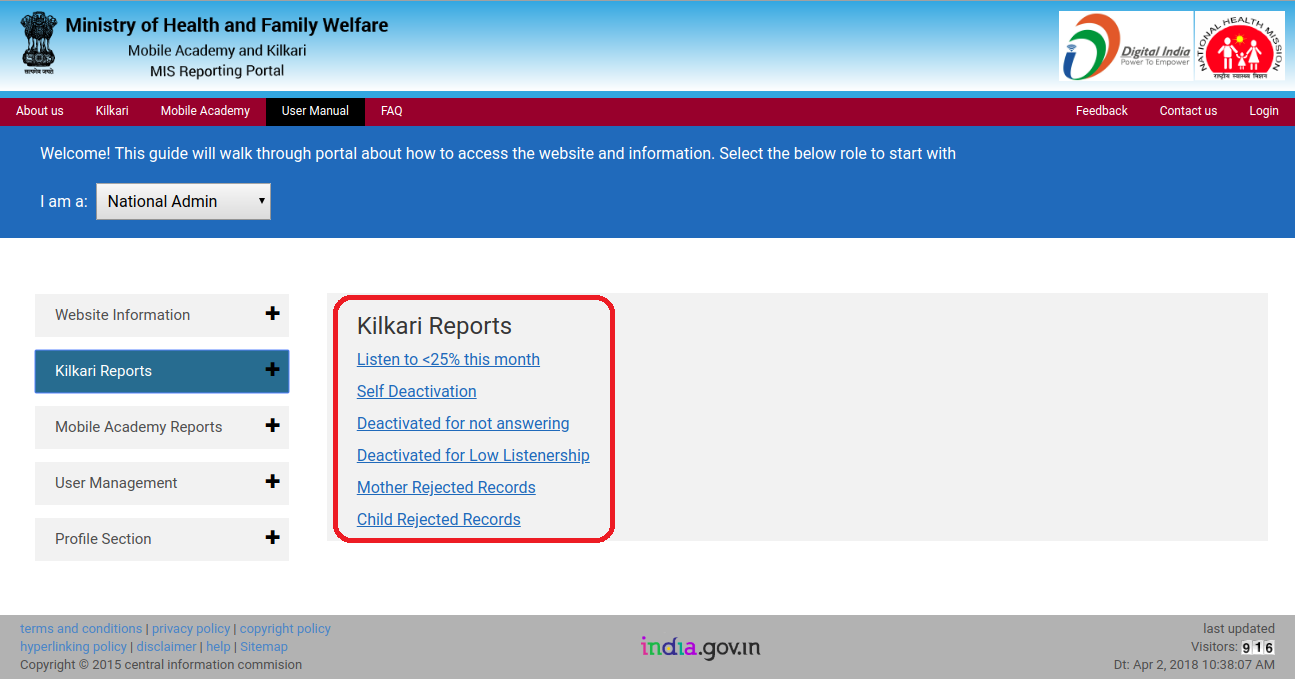 Ministry of Health and Family Welfare
Mobile Academy and Kilkari
MIS Reporting Portal
सत्यमेव जयते
Digital India
Power To Empower
NATIONAL HEALTH MISSION
राष्ट्रीय स्वास्थ्य मिशन
About us Kilkari Mobile Academy User Manual FAQ Feedback Contact us Login
Welcome! This guide will walk through portal about how to access the website and information. Select the below role to start with
I am a: National Admin
Website Information
Kilkari Reports
Mobile Academy Reports
User Management
Profile Section
Kilkari Reports
Listen to <25% this month
Self Deactivation
Deactivated for not answering
Deactivated for Low Listenership
Mother Rejected Records
Child Rejected Records
terms and conditions | privacy policy | copyright policy
hyperlinking policy | disclaimer | help | Sitemap
Copyright © 2015 central information commision
india.gov.in
last updated
Visitors: 916
Dt: Apr 2, 2018 10:38:07 AM